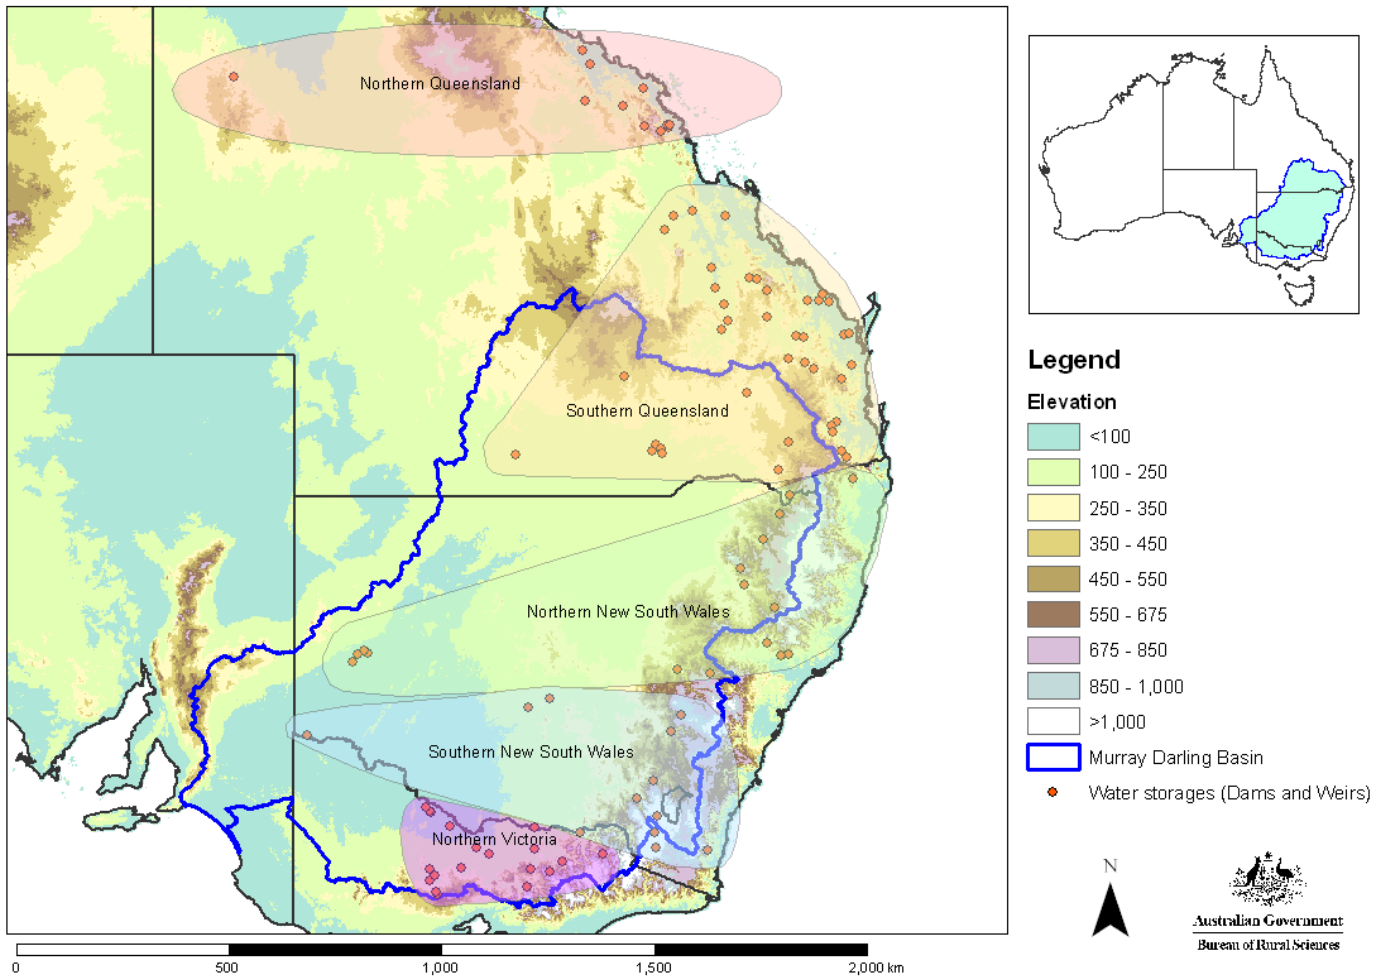 Northern Queensland
Southern Queensland
Northern New South Wales
Southern New South Wales
Northern Victoria
0
500
1,000
1,500
2,000 km
Legend
Elevation
<100
100 - 250
250 - 350
350 - 450
450 - 550
550 - 675
675 - 850
850 - 1,000
>1,000
Murray Darling Basin
Water storages (Dams and Weirs)
N
Australian Government
Bureau of Rural Sciences